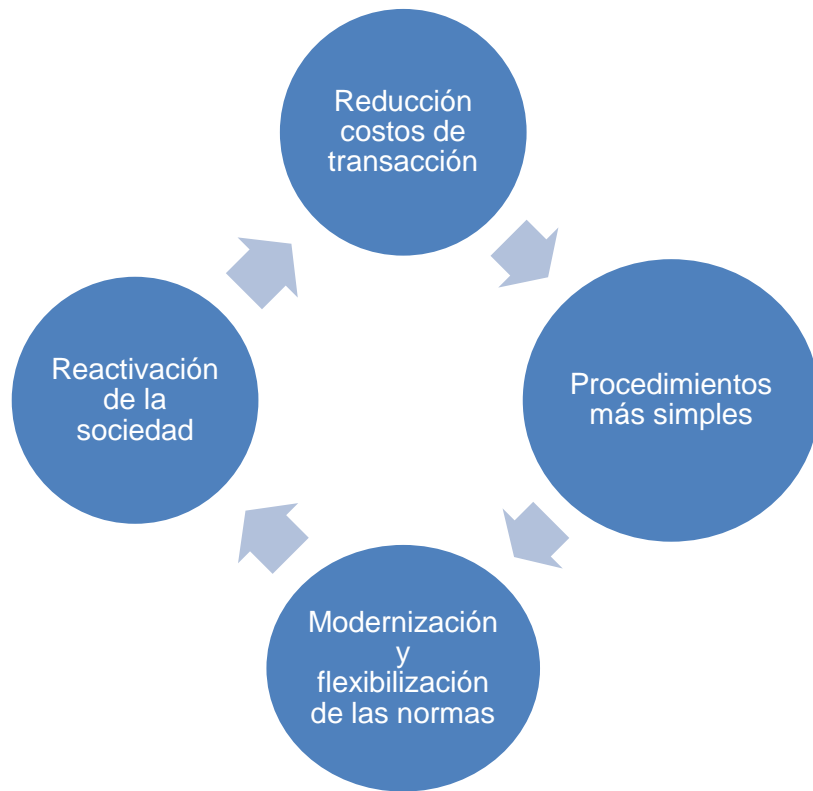 Reducción
costos de
transacción
Procedimientos
más simples
Modernización
y
flexibilización
de las normas
Reactivación
de la
sociedad